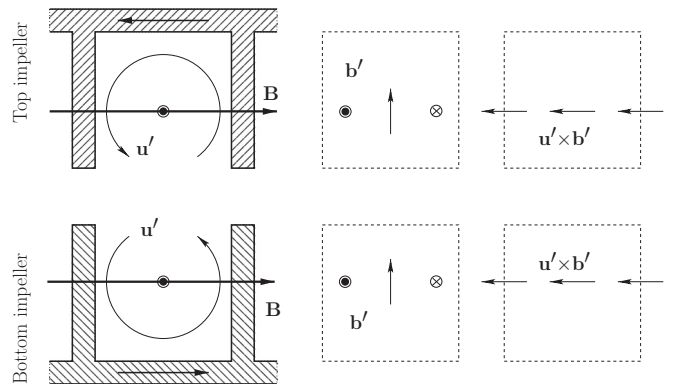 Top impeller
B
u′
b′
u′×b′
Bottom impeller
u′
B
b′
u′×b′